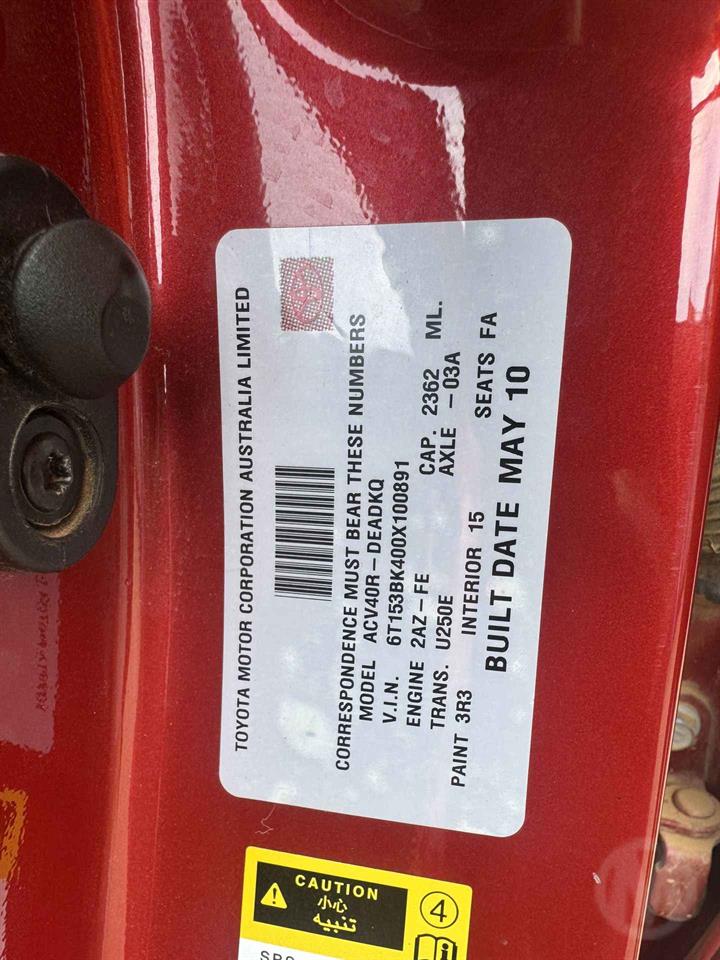 TOYOTA MOTOR CORPORATION AUSTRALIA LIMITED
CORRESPONDENCE MUST BEAR THESE NUMBERS
MODEL ACV40R-DEADKQ
V.I.N. 6T153BK400X100891
ENGINE 2AZ-FE CAP. 2362 ML.
TRANS. U250E AXLE -03A
PAINT 3R3 INTERIOR 15 SEATS FA
BUILT DATE MAY 10
CAUTION
小心
تنبيه
4